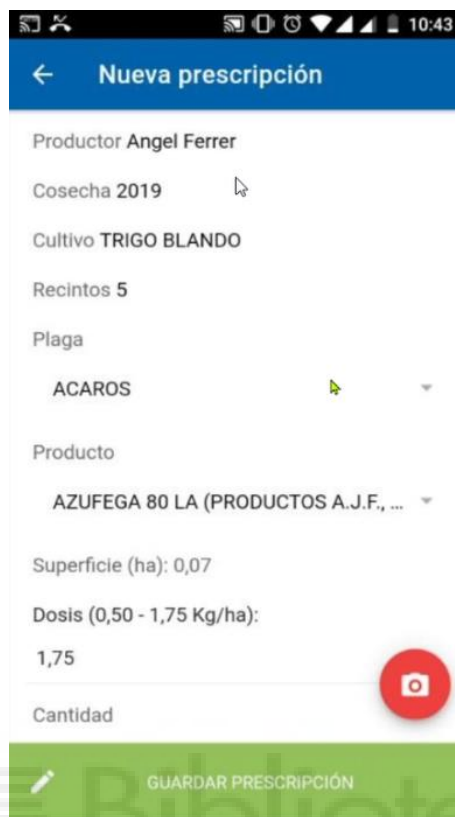 10:43
Nueva prescripción
Productor Angel Ferrer
Cosecha 2019
Cultivo TRIGO BLANDO
Recintos 5
Plaga
ACAROS
Producto
AZUFEGA 80 LA (PRODUCTOS A.J.F., ...
Superficie (ha): 0,07
Dosis (0,50 - 1,75 Kg/ha):
1,75
Cantidad
GUARDAR PRESCRIPCIÓN